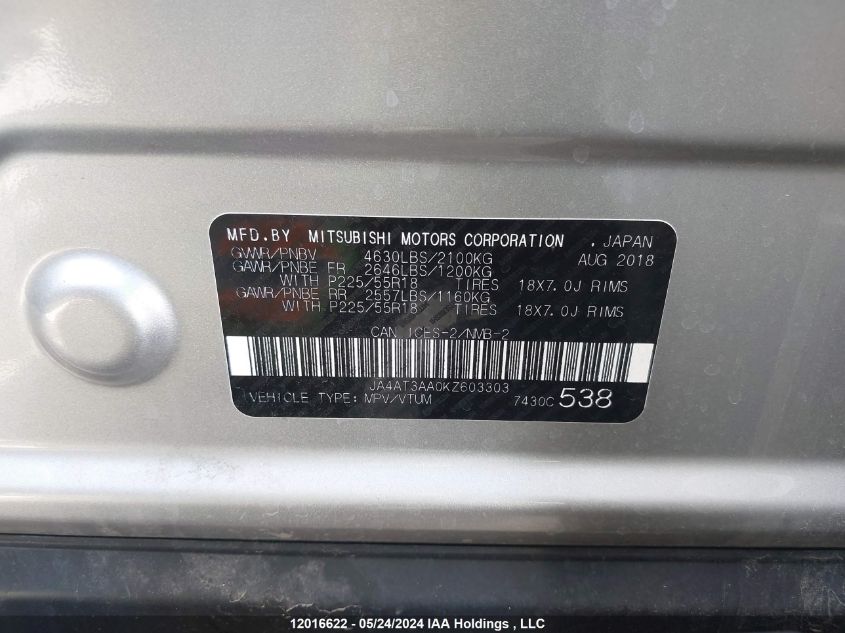 MFD.BY MITSUBISHI MOTORS CORPORATION . JAPAN
GVWR/PNBV 4630LBS/2100KG AUG 2018
GAWR/PNBE FR 2646LBS/1200KG
WITH P225/55R18 TIRES 18X7.0J RIMS
GAWR/PNBE RR 2557LBS/1160KG
WITH P225/55R18 TIRES 18X7.0J RIMS
CAN ICES-2/NMB-2
JA4AT3AA0KZ603303
VEHICLE TYPE: MPV/VTUM 7430C 538
12016622 - 05/24/2024 IAA Holdings , LLC